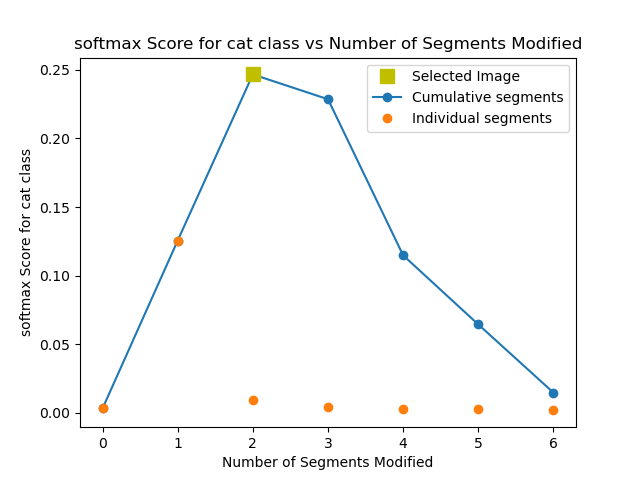 softmax Score for cat class vs Number of Segments Modified
Selected Image
Cumulative segments
Individual segments
softmax Score for cat class
0.25
0.20
0.15
0.10
0.05
0.00
0 1 2 3 4 5 6
Number of Segments Modified